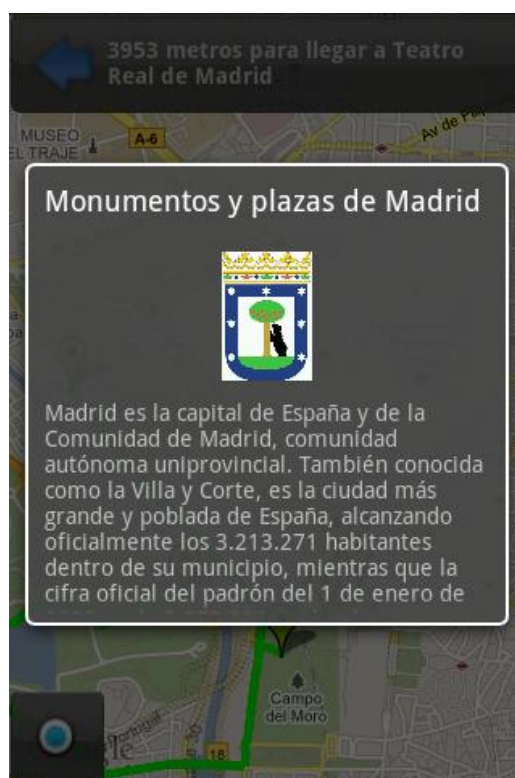 3953 metros para llegar a Teatro
Real de Madrid
MUSEO
EL TRAJE
A-6
Av de
Monumentos y plazas de Madrid
Madrid es la capital de España y de la
Comunidad de Madrid, comunidad
autónoma uniprovincial. También conocida
como la Villa y Corte, es la ciudad más
grande y poblada de España, alcanzando
oficialmente los 3.213.271 habitantes
dentro de su municipio, mientras que la
cifra oficial del padrón del 1 de enero de
Campo
del Moro
Portugal
18